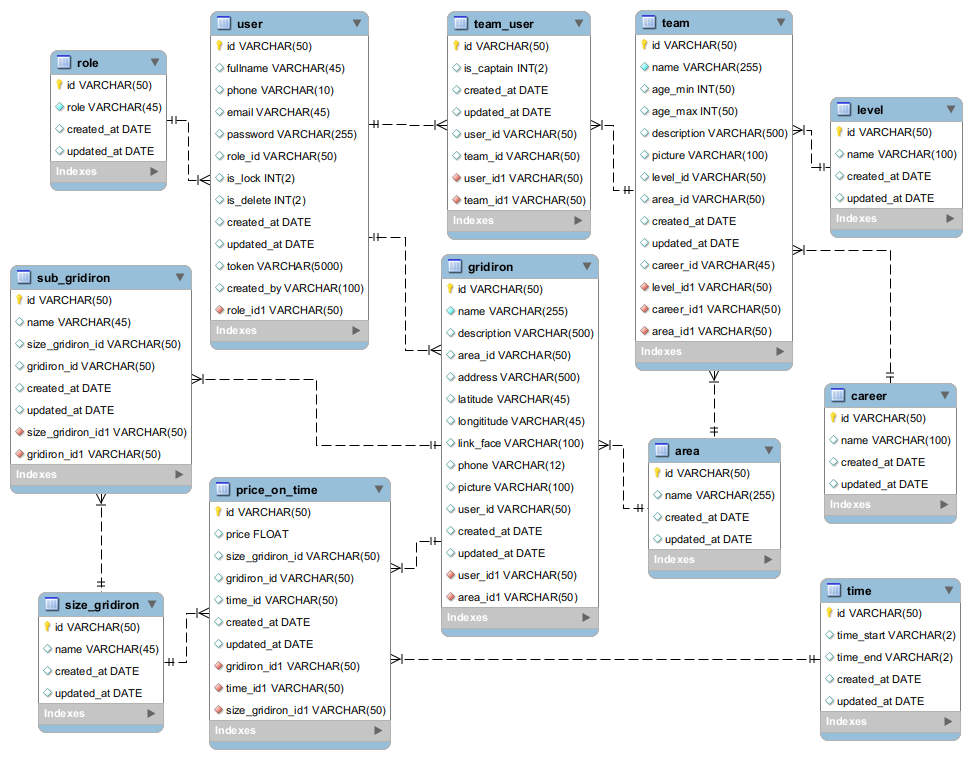 role
id VARCHAR(50)
role VARCHAR(45)
created_at DATE
updated_at DATE
Indexes
user
id VARCHAR(50)
fullname VARCHAR(45)
phone VARCHAR(10)
email VARCHAR(45)
password VARCHAR(255)
role_id VARCHAR(50)
is_lock INT(2)
is_delete INT(2)
created_at DATE
updated_at DATE
token VARCHAR(5000)
created_by VARCHAR(100)
role_id1 VARCHAR(50)
Indexes
team_user
id VARCHAR(50)
is_captain INT(2)
created_at DATE
updated_at DATE
user_id VARCHAR(50)
team_id VARCHAR(50)
user_id1 VARCHAR(50)
team_id1 VARCHAR(50)
Indexes
team
id VARCHAR(50)
name VARCHAR(255)
age_min INT(50)
age_max INT(50)
description VARCHAR(500)
picture VARCHAR(100)
level_id VARCHAR(50)
area_id VARCHAR(50)
created_at DATE
updated_at DATE
career_id VARCHAR(45)
level_id1 VARCHAR(50)
career_id1 VARCHAR(50)
area_id1 VARCHAR(50)
Indexes
level
id VARCHAR(50)
name VARCHAR(100)
created_at DATE
updated_at DATE
Indexes
sub_gridiron
id VARCHAR(50)
name VARCHAR(45)
size_gridiron_id VARCHAR(50)
gridiron_id VARCHAR(50)
created_at DATE
updated_at DATE
size_gridiron_id1 VARCHAR(50)
gridiron_id1 VARCHAR(50)
Indexes
gridiron
id VARCHAR(50)
name VARCHAR(255)
description VARCHAR(500)
area_id VARCHAR(50)
address VARCHAR(500)
latitude VARCHAR(45)
longititude VARCHAR(45)
link_face VARCHAR(100)
phone VARCHAR(12)
picture VARCHAR(100)
user_id VARCHAR(50)
created_at DATE
updated_at DATE
user_id1 VARCHAR(50)
area_id1 VARCHAR(50)
Indexes
career
id VARCHAR(50)
name VARCHAR(100)
created_at DATE
updated_at DATE
Indexes
area
id VARCHAR(50)
name VARCHAR(255)
created_at DATE
updated_at DATE
Indexes
price_on_time
id VARCHAR(50)
price FLOAT
size_gridiron_id VARCHAR(50)
gridiron_id VARCHAR(50)
time_id VARCHAR(50)
created_at DATE
updated_at DATE
gridiron_id1 VARCHAR(50)
time_id1 VARCHAR(50)
size_gridiron_id1 VARCHAR(50)
Indexes
size_gridiron
id VARCHAR(50)
name VARCHAR(45)
created_at DATE
updated_at DATE
Indexes
time
id VARCHAR(50)
time_start VARCHAR(2)
time_end VARCHAR(2)
created_at DATE
updated_at DATE
Indexes